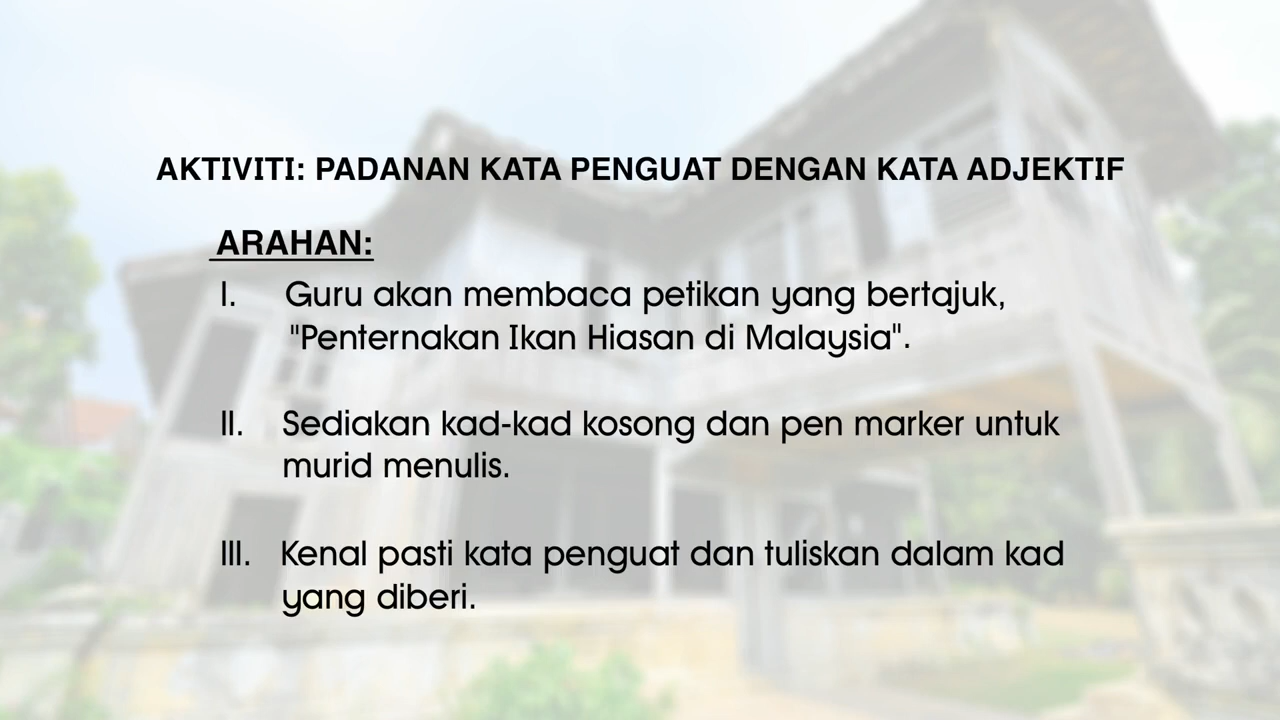 AKTIVITI: PADANAN KATA PENGUAT DENGAN KATA ADJEKTIF
ARAHAN:
I. Guru akan membaca petikan yang bertajuk,
"Penternakan Ikan Hiasan di Malaysia".
II. Sediakan kad-kad kosong dan pen marker untuk
murid menulis.
III. Kenal pasti kata penguat dan tuliskan dalam kad
yang diberi.